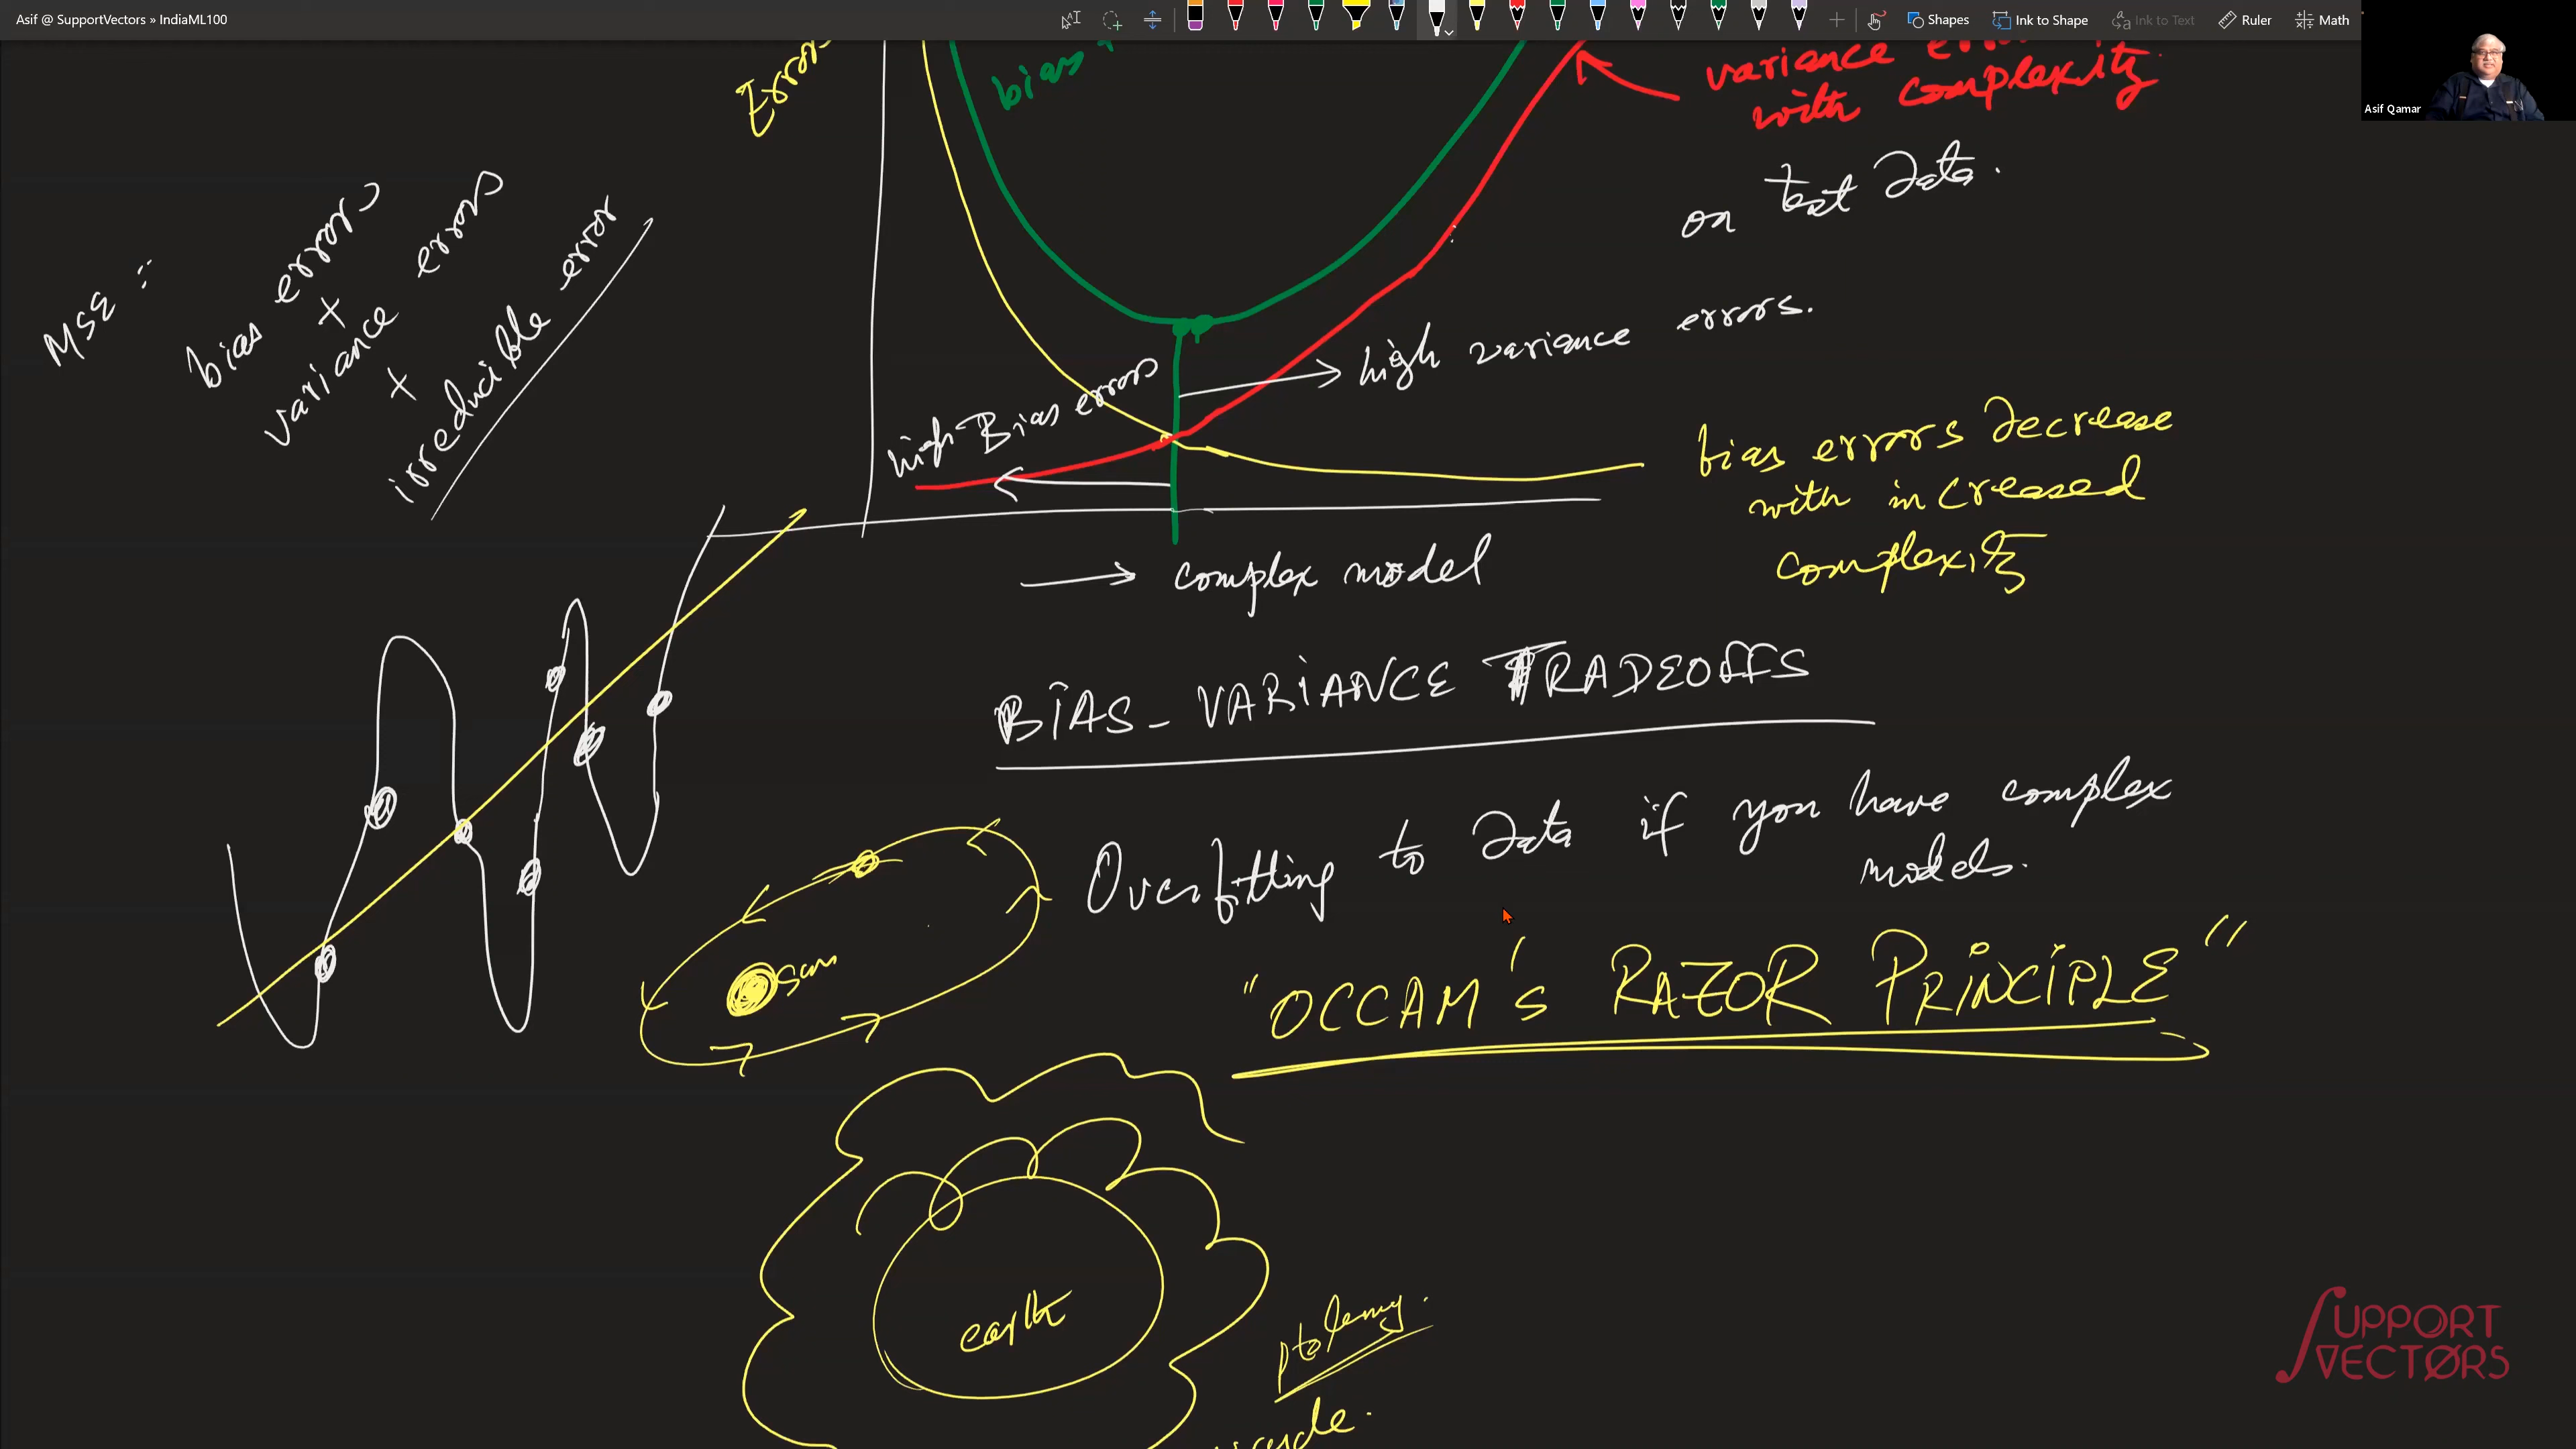 Asif @ SupportVectors » IndiaML100
Shapes
Ink to Shape
Ink to Text
Ruler
Math
Asif Qamar
Error
bias +
variance
with complexity
on test data.
MSE :
bias errors
+
variance errors
+
irreducible error
high-Bias errors
high variance errors.
bias errors decrease
with increased
complexity
complex model
BIAS-VARIANCE TRADEOFFS
Overfitting to data if you have complex
models.
sun
"OCCAM's RAZOR PRINCIPLE"
earth
ptolemy.
SUPPORT
VECTORS